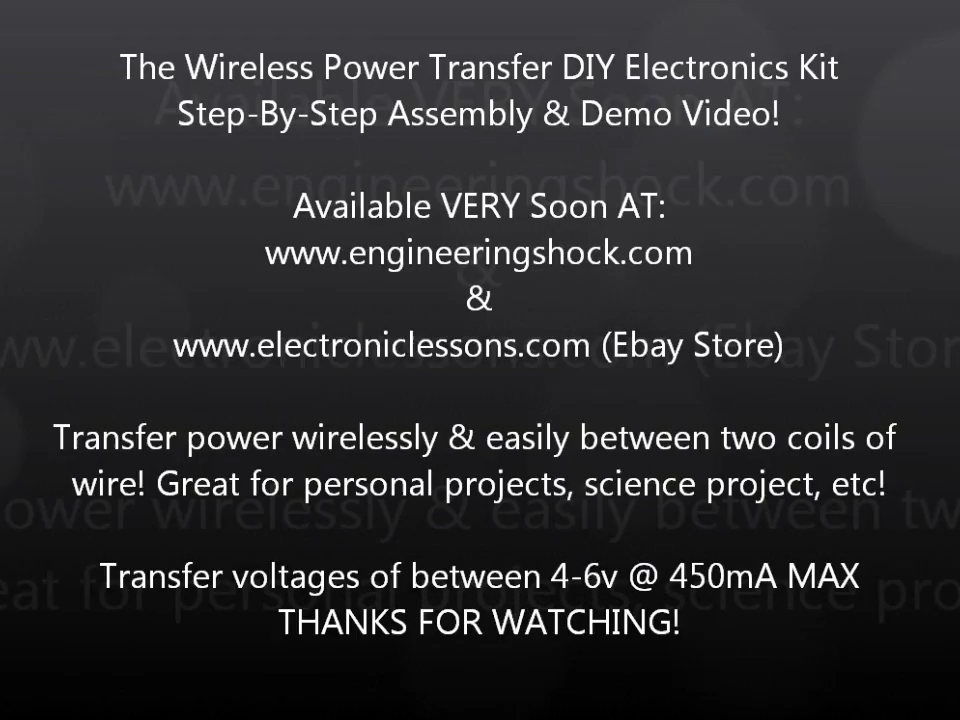 The Wireless Power Transfer DIY Electronics Kit
Step-By-Step Assembly & Demo Video!
Available VERY Soon AT:
www.engineeringshock.com
&
www.electroniclessons.com (Ebay Store)
Transfer power wirelessly & easily between two coils of
wire! Great for personal projects, science project, etc!
Transfer voltages of between 4-6v @ 450mA MAX
THANKS FOR WATCHING!